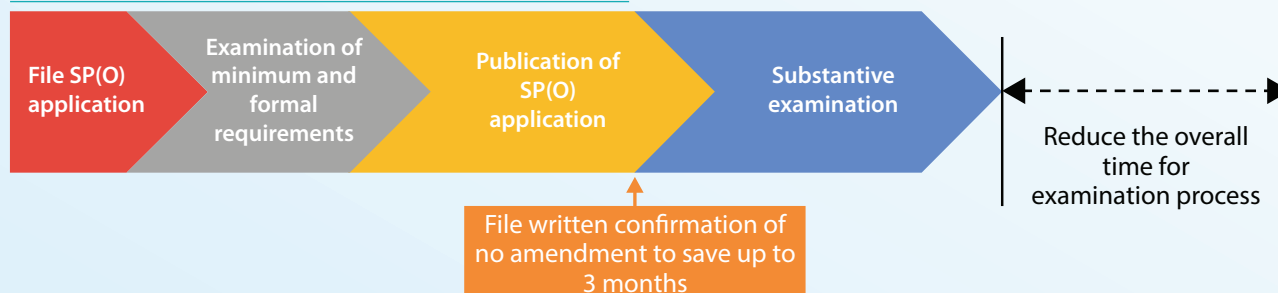 File SP(O)
application
Examination of
minimum and
formal
requirements
Publication of
SP(O)
application
Substantive
examination
Reduce the overall
time for
examination process
File written confirmation of
no amendment to save up to
3 months